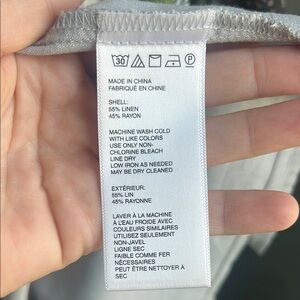 30
P
MADE IN CHINA
FABRIQUÉ EN CHINE
SHELL:
55% LINEN
45% RAYON
MACHINE WASH COLD
WITH LIKE COLORS
USE ONLY NON-
CHLORINE BLEACH
LINE DRY
LOW IRON AS NEEDED
MAY BE DRY CLEANED
EXTÉRIEUR:
55% LIN
45% RAYONNE
LAVER À LA MACHINE
À L'EAU FROIDE AVEC
COULEURS SIMILAIRES
UTILISEZ SEULEMENT
NON-JAVEL
LIGNE SEC
FAIBLE COMME FER
NÉCESSAIRES
PEUT ÊTRE NETTOYER À
SEC